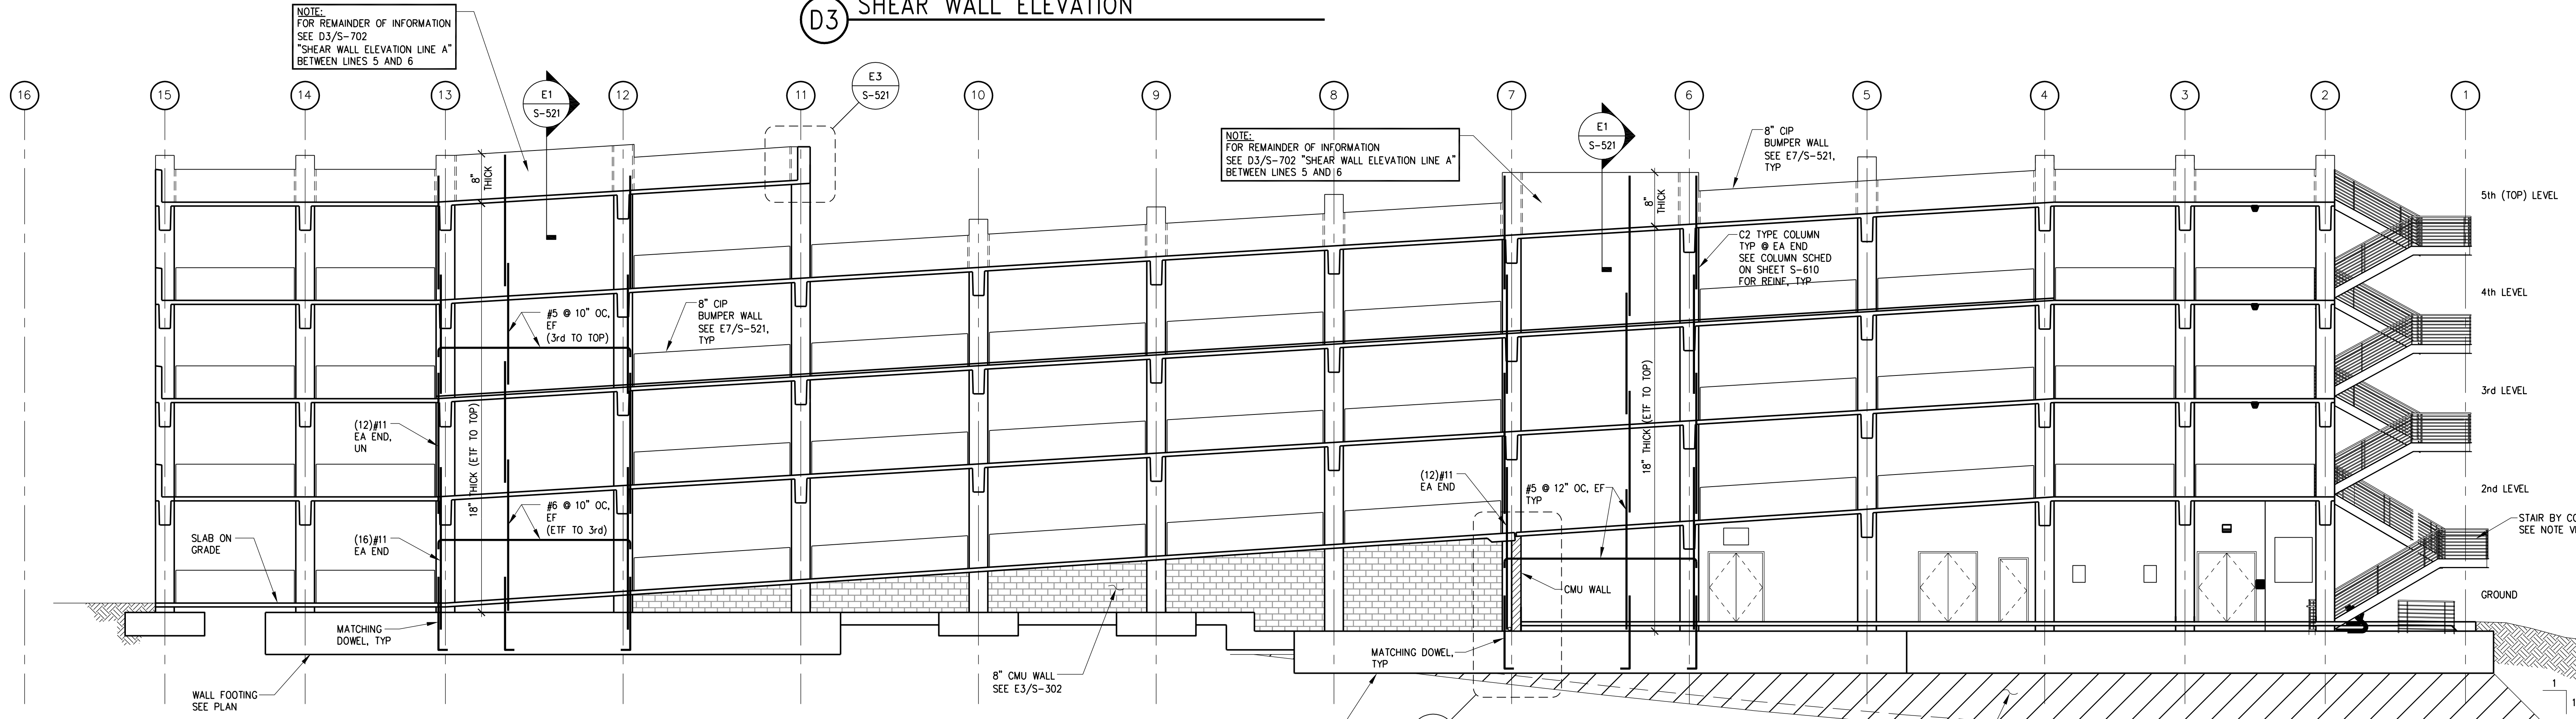 D3 SHEAR WALL ELEVATION
NOTE:
FOR REMAINDER OF INFORMATION
SEE D3/S-702
"SHEAR WALL ELEVATION LINE A"
BETWEEN LINES 5 AND 6
E1
S-521
E3
S-521
NOTE:
FOR REMAINDER OF INFORMATION
SEE D3/S-702 "SHEAR WALL ELEVATION LINE A"
BETWEEN LINES 5 AND 6
E1
S-521
16 15 14 13 12 11 10 9 8 7 6 5 4 3 2 1
8" CIP
BUMPER WALL
SEE E7/S-521,
TYP
8"
THICK
8"
THICK
5th (TOP) LEVEL
C2 TYPE COLUMN
TYP @ EA END
SEE COLUMN SCHED
ON SHEET S-610
FOR REINF, TYP
4th LEVEL
#5 @ 10" OC,
EF
(3rd TO TOP)
8" CIP
BUMPER WALL
SEE E7/S-521,
TYP
3rd LEVEL
(12)#11
EA END,
UN
18" THICK (ETF TO TOP)
18" THICK (ETF TO TOP)
(12)#11
EA END
#5 @ 12" OC, EF
TYP
2nd LEVEL
#6 @ 10" OC,
EF
(ETF TO 3rd)
SLAB ON
GRADE
(16)#11
EA END
STAIR BY
SEE NOTE
CMU WALL
GROUND
MATCHING
DOWEL, TYP
MATCHING DOWEL,
TYP
8" CMU WALL
SEE E3/S-302
WALL FOOTING
SEE PLAN
1